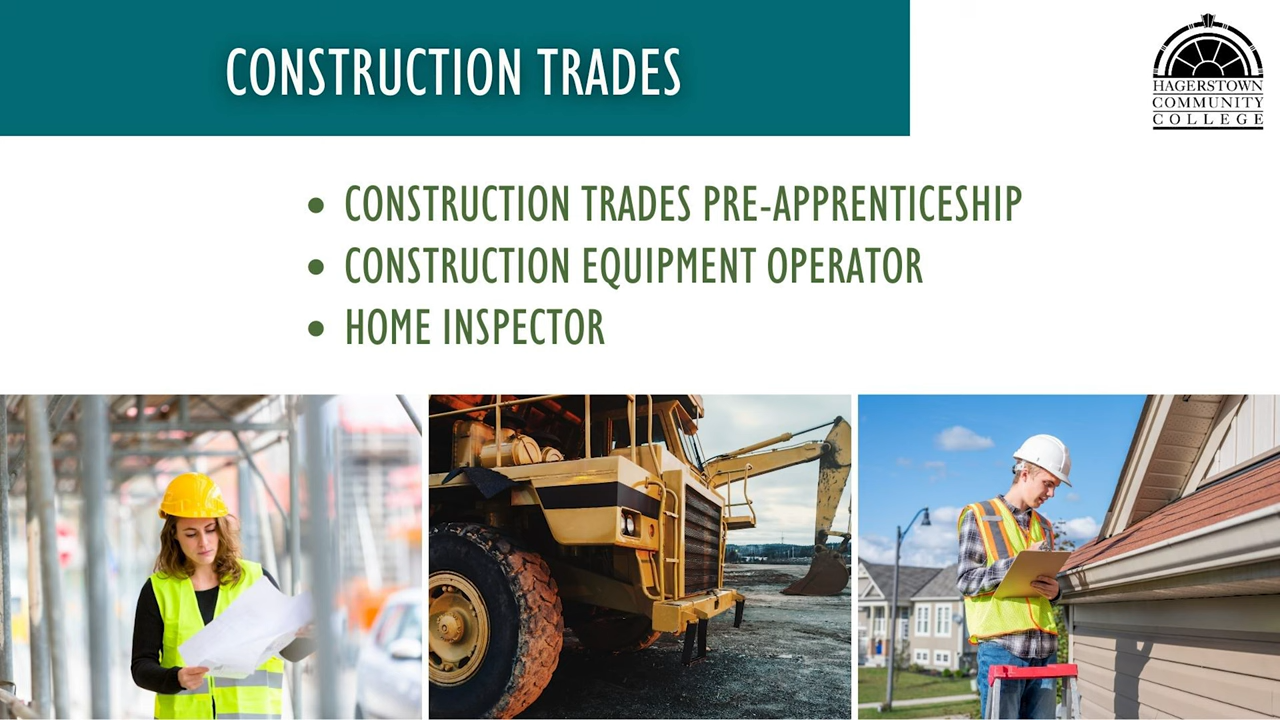 CONSTRUCTION TRADES
HAGERSTOWN
COMMUNITY
COLLEGE
• CONSTRUCTION TRADES PRE-APPRENTICESHIP
• CONSTRUCTION EQUIPMENT OPERATOR
• HOME INSPECTOR